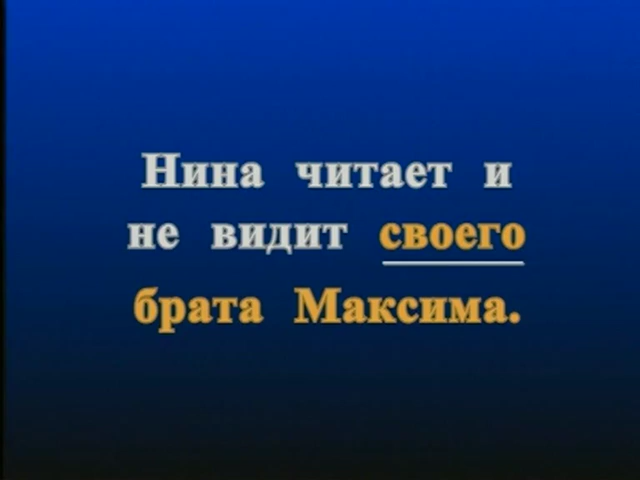 Нина читает и
не видит своего
брата Максима.